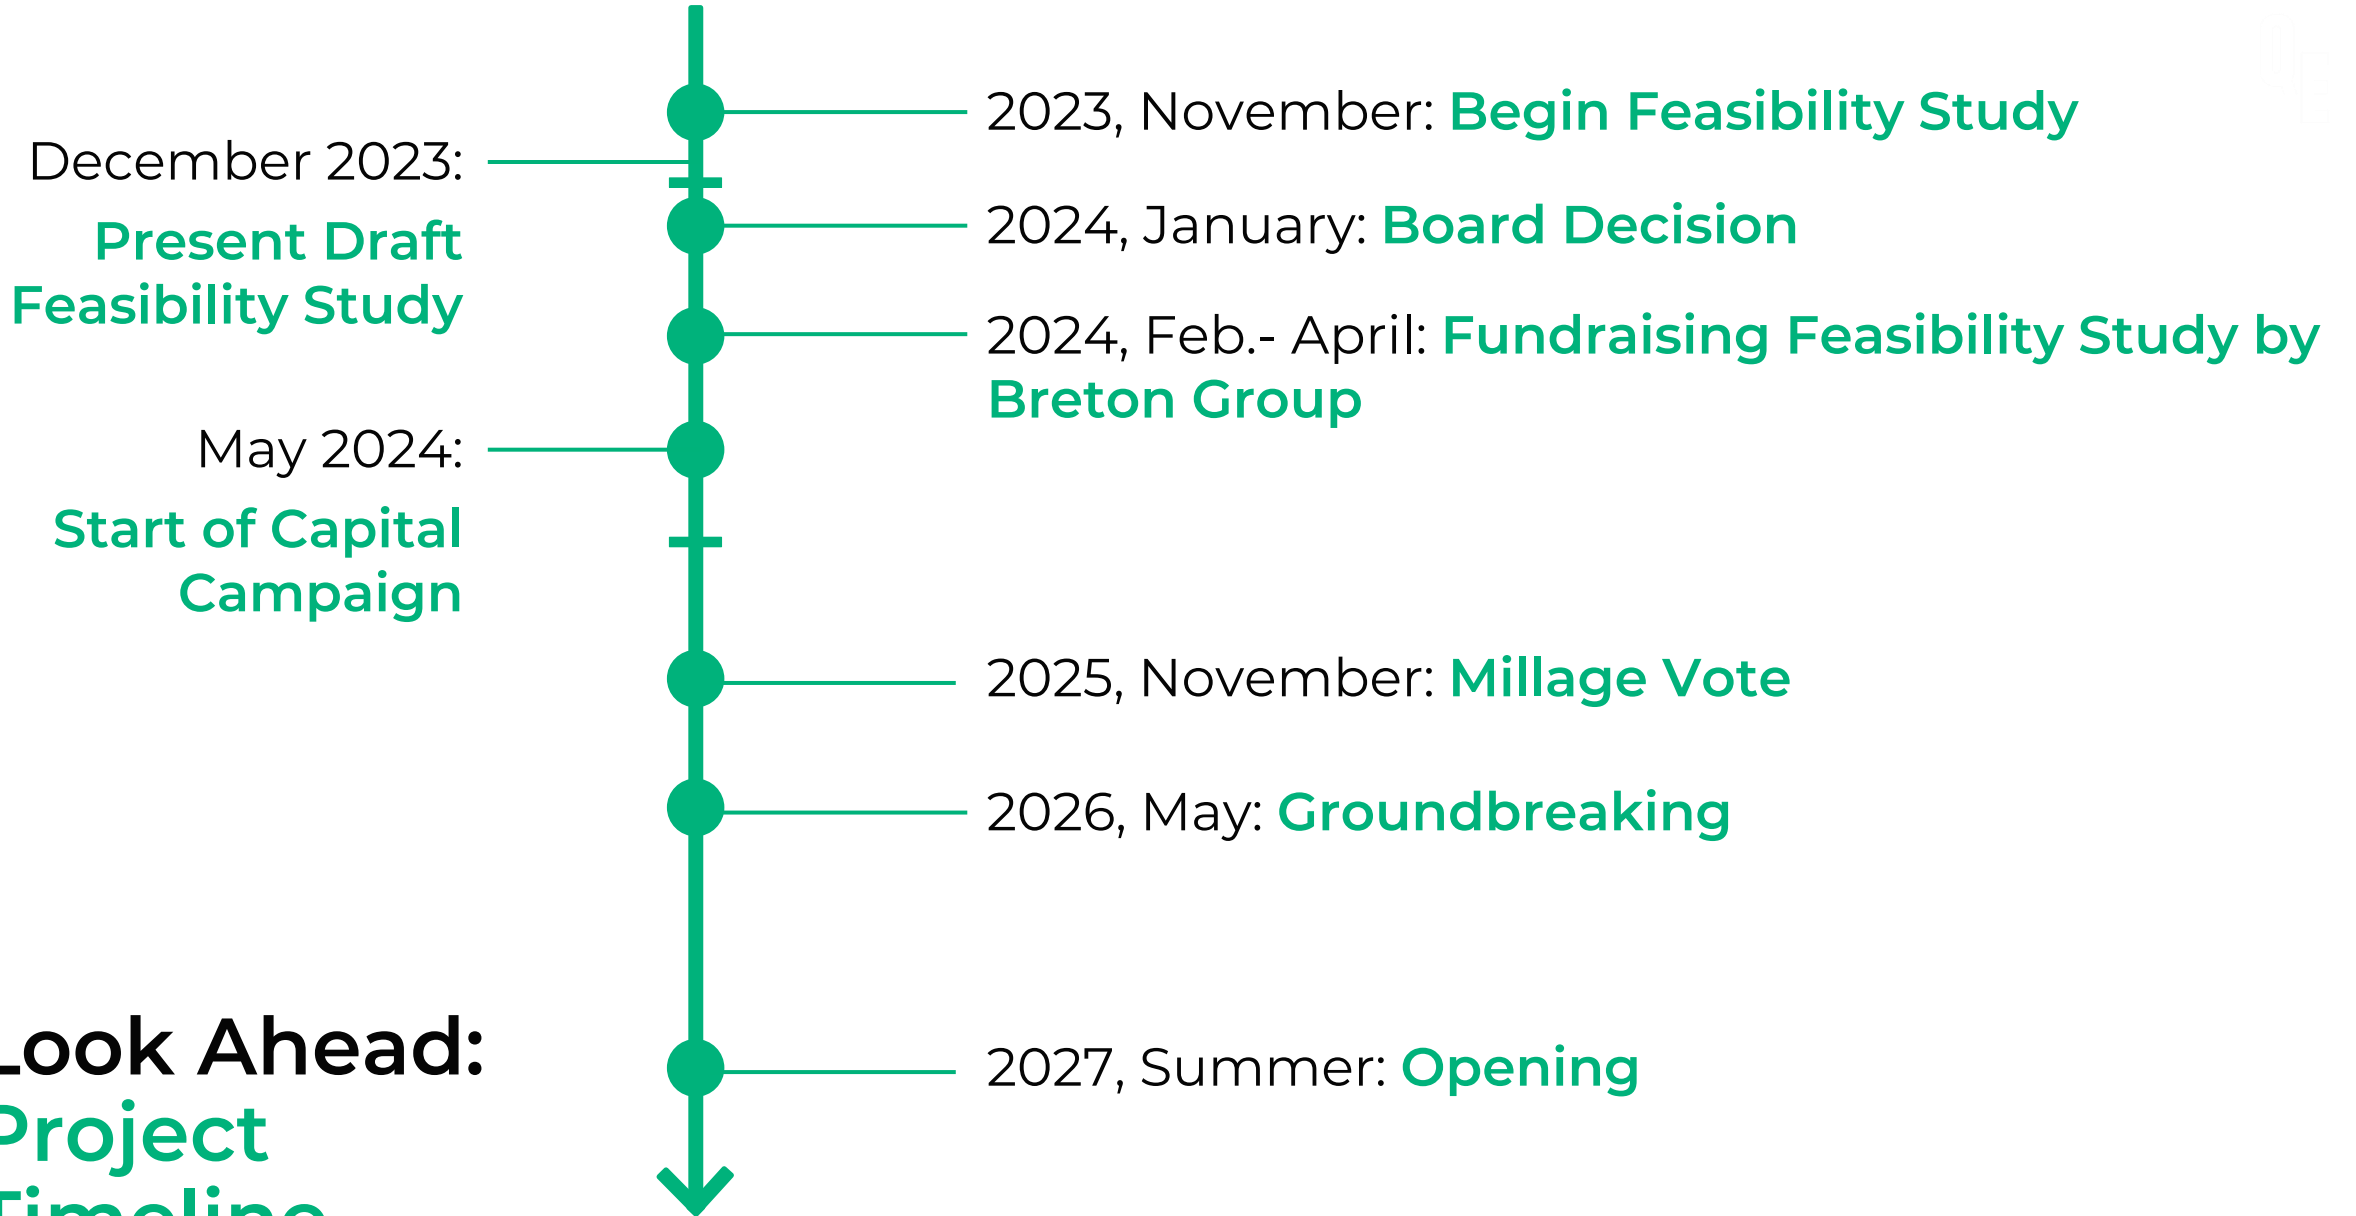 2023, November: Begin Feasibility Study
December 2023:
Present Draft
Feasibility Study
2024, January: Board Decision
2024, Feb.- April: Fundraising Feasibility Study by
Breton Group
May 2024:
Start of Capital
Campaign
2025, November: Millage Vote
2026, May: Groundbreaking
2027, Summer: Opening
Look Ahead:
Project
Timeline